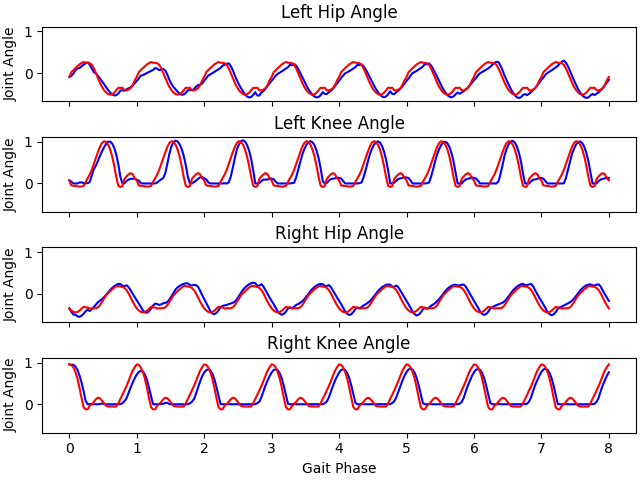 Left Hip Angle
Joint Angle
1
0
Left Knee Angle
Joint Angle
1
0
Right Hip Angle
Joint Angle
1
0
Right Knee Angle
Joint Angle
1
0
0 1 2 3 4 5 6 7 8
Gait Phase